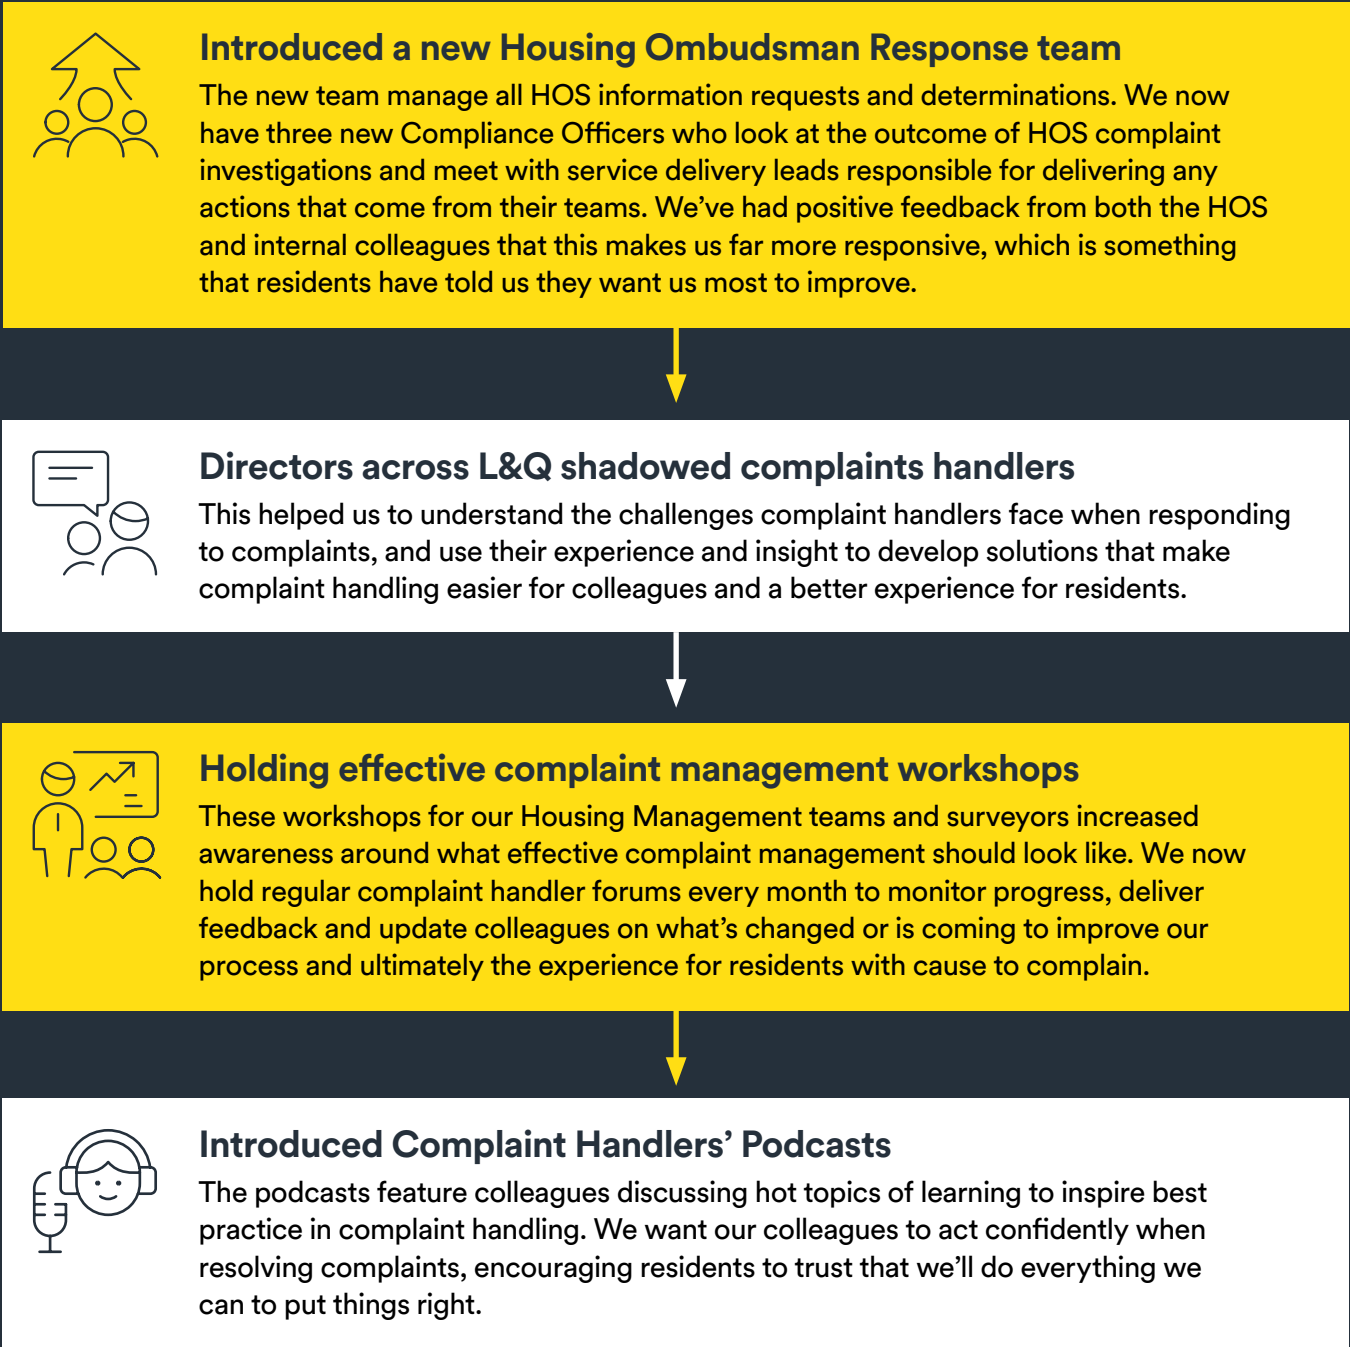 Introduced a new Housing Ombudsman Response team
The new team manage all HOS information requests and determinations. We now
have three new Compliance Officers who look at the outcome of HOS complaint
investigations and meet with service delivery leads responsible for delivering any
actions that come from their teams. We’ve had positive feedback from both the HOS
and internal colleagues that this makes us far more responsive, which is something
that residents have told us they want us most to improve.
Directors across L&Q shadowed complaints handlers
This helped us to understand the challenges complaint handlers face when responding
to complaints, and use their experience and insight to develop solutions that make
complaint handling easier for colleagues and a better experience for residents.
Holding effective complaint management workshops
These workshops for our Housing Management teams and surveyors increased
awareness around what effective complaint management should look like. We now
hold regular complaint handler forums every month to monitor progress, deliver
feedback and update colleagues on what’s changed or is coming to improve our
process and ultimately the experience for residents with cause to complain.
Introduced Complaint Handlers’ Podcasts
The podcasts feature colleagues discussing hot topics of learning to inspire best
practice in complaint handling. We want our colleagues to act confidently when
resolving complaints, encouraging residents to trust that we’ll do everything we
can to put things right.